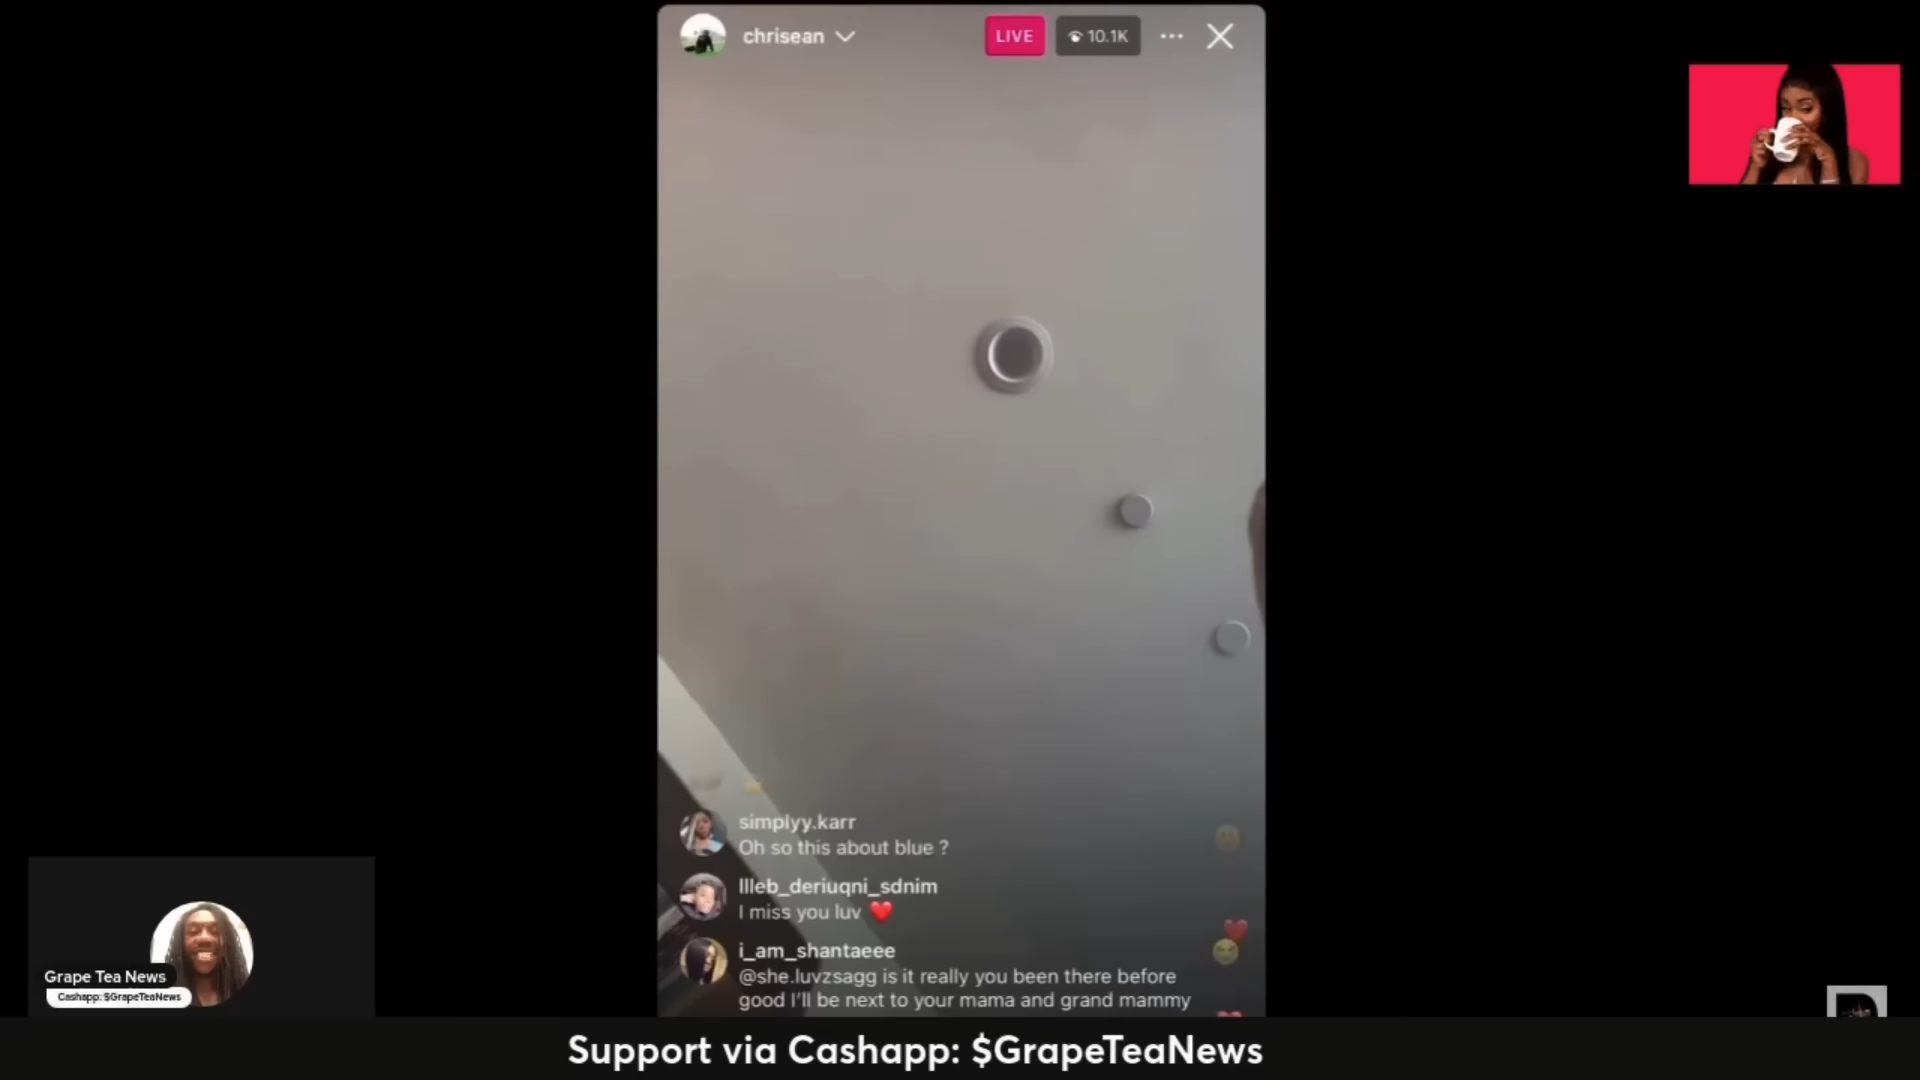 chrisean
LIVE
10.1K
simplyy.karr
Oh so this about blue ?
llleb_deriuqni_sdnim
I miss you luv ❤️
i_am_shantaeee
@she.luvzsagg is it really you been there before
good I'll be next to your mama and grand mammy
Grape Tea News
Cashapp: $GrapeTeaNews
Support via Cashapp: $GrapeTeaNews